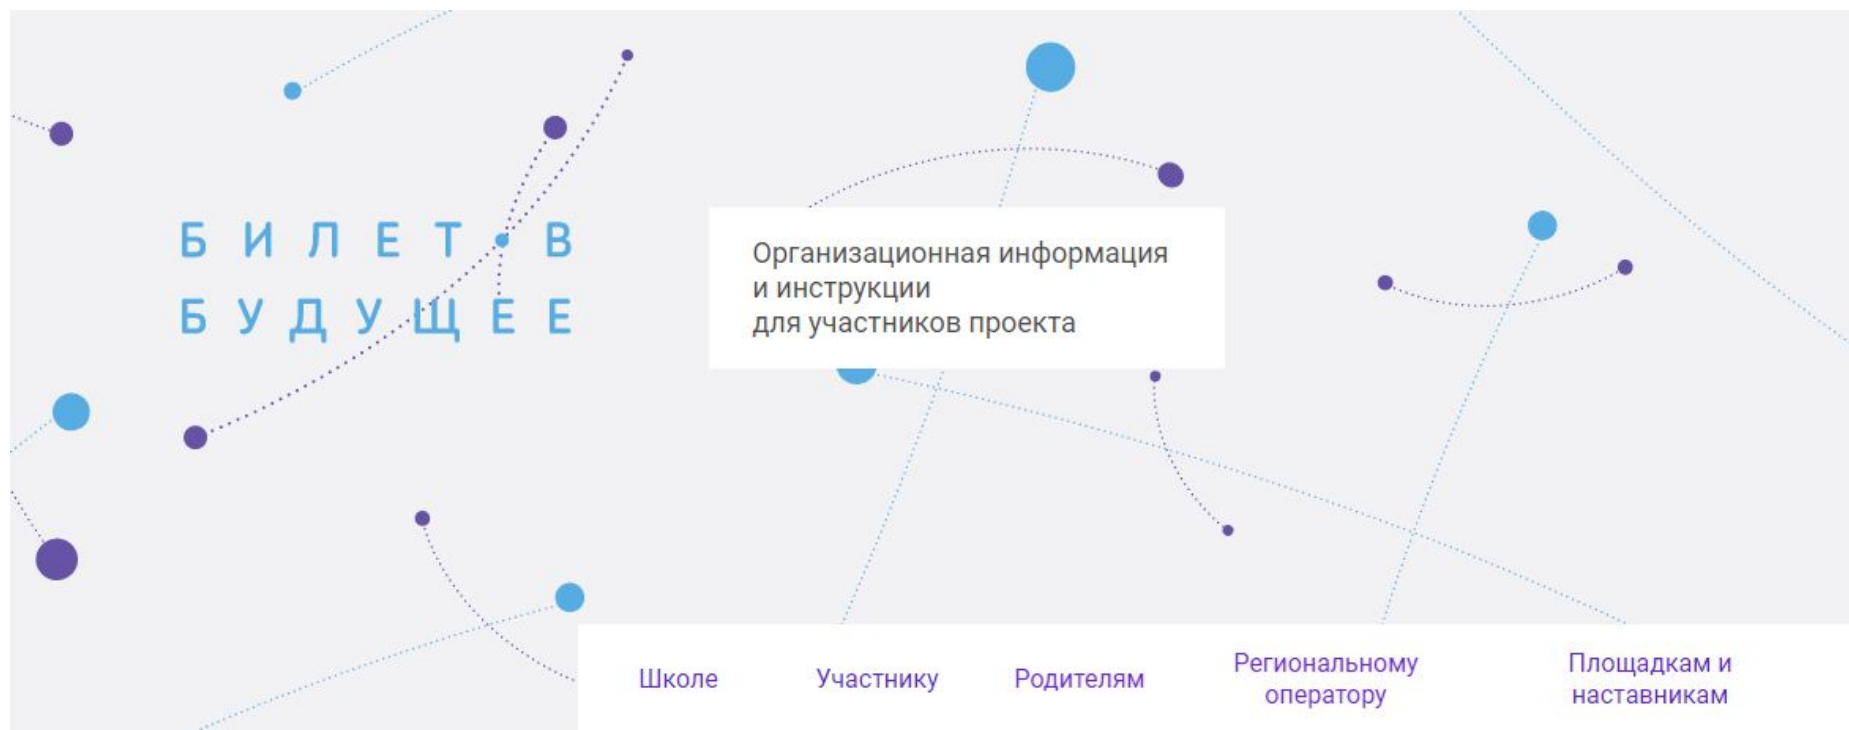 БИЛЕТ В
БУДУЩЕЕ
Организационная информация
и инструкции
для участников проекта
Школе
Участнику
Родителям
Региональному
оператору
Площадкам и
наставникам